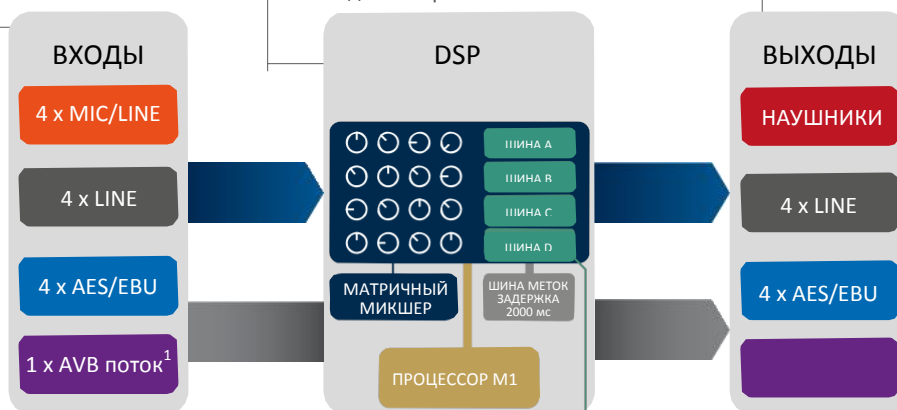 ВХОДЫ
4 x MIC/LINE
4 x LINE
4 x AES/EBU
1 x AVB поток¹
DSP
ШИНА A
ШИНА B
ШИНА C
ШИНА D
МАТРИЧНЫЙ
МИКШЕР
ШИНА МЕТОК
ЗАДЕРЖКА
2000 мс
ПРОЦЕССОР M1
ВЫХОДЫ
НАУШНИКИ
4 x LINE
4 x AES/EBU